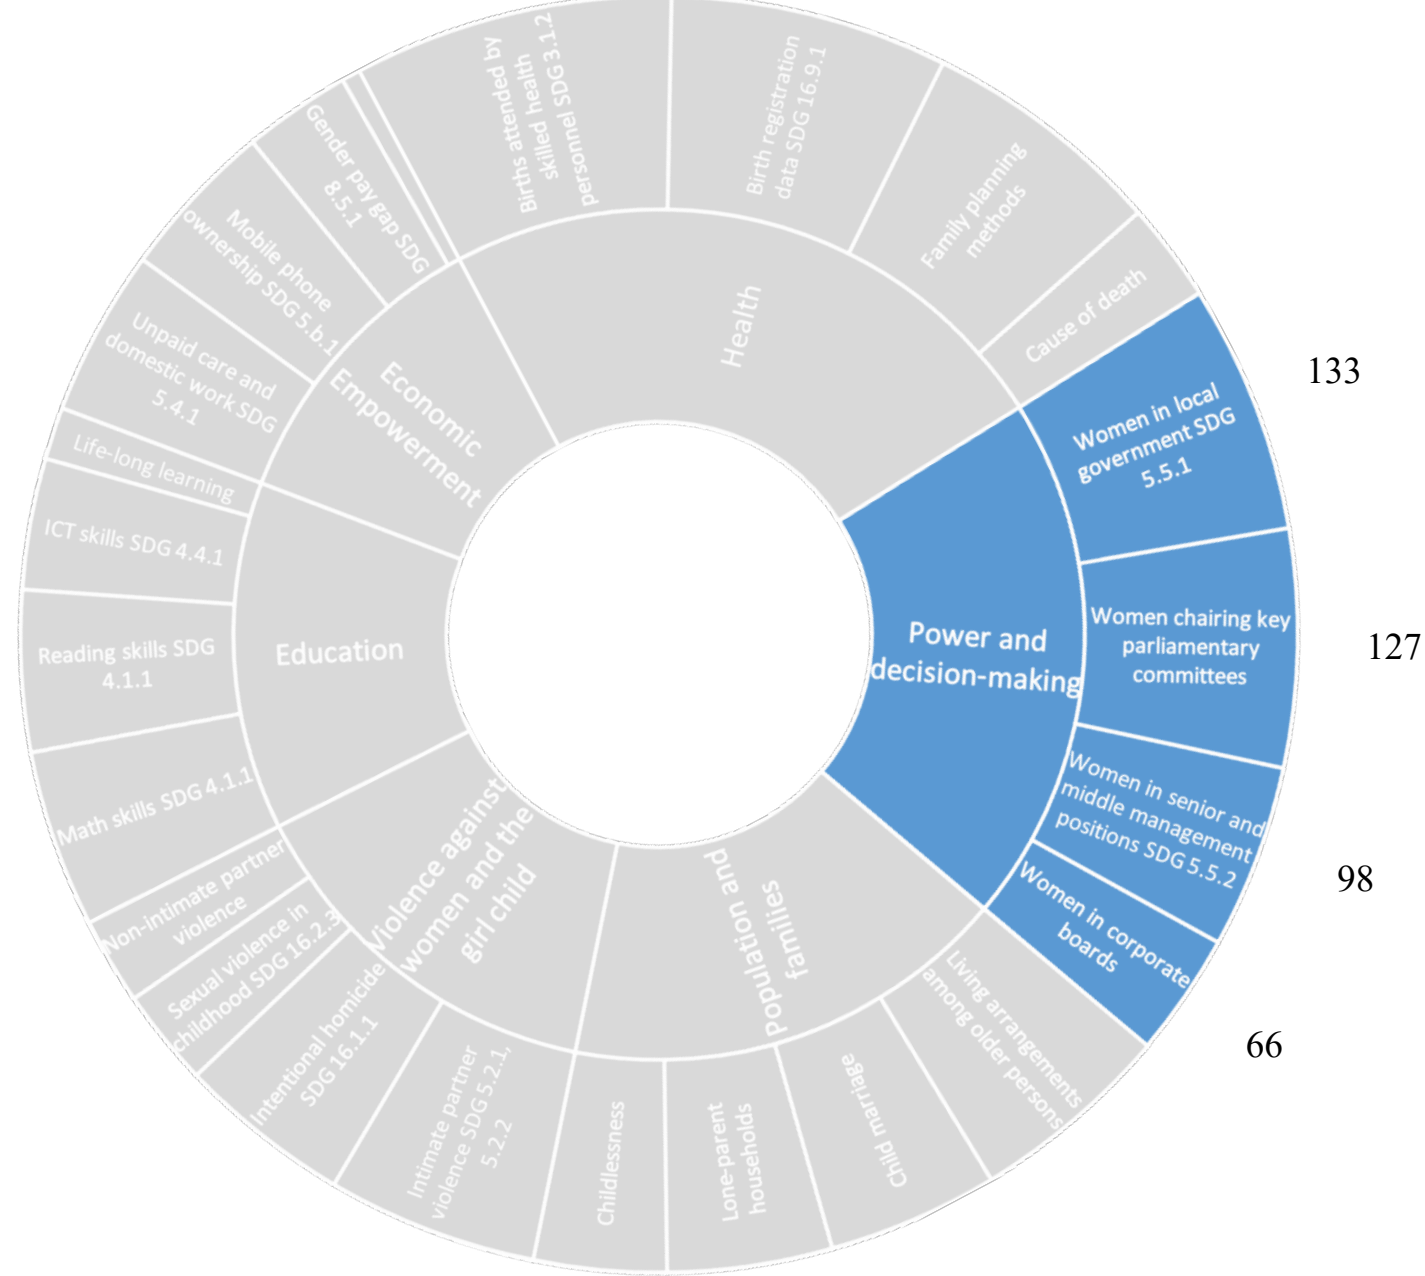 Births attended by
skilled health
personnel SDG 3.1.2
Birth registration
data SDG 16.9.1
Family planning
methods
Cause of death
Health
Women in local
government SDG
5.5.1
133
Women chairing key
parliamentary
committees
127
Women in senior and
middle management
positions SDG 5.5.2
98
Women in corporate
boards
66
Power and
decision-making
Living arrangements
among older persons
Child marriage
Lone-parent
households
Childlessness
Population and
families
Intimate partner
violence SDG 5.2.1,
5.2.2
Intentional homicide
SDG 16.1.1
Sexual violence in
childhood SDG 16.2.3
Non-intimate partner
violence
Violence against
women and the
girl child
Math skills SDG 4.1.1
Reading skills SDG
4.1.1
ICT skills SDG 4.4.1
Life-long learning
Education
Unpaid care and
domestic work SDG
5.4.1
Mobile phone
ownership SDG 5.b.1
Gender pay gap SDG
8.5.1
Economic
Empowerment